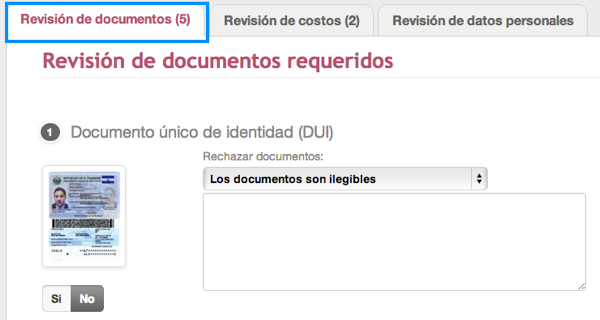 Revisión de documentos (5)
Revisión de costos (2)
Revisión de datos personales
Revisión de documentos requeridos
1 Documento único de identidad (DUI)
Rechazar documentos:
Los documentos son ilegibles
Si No